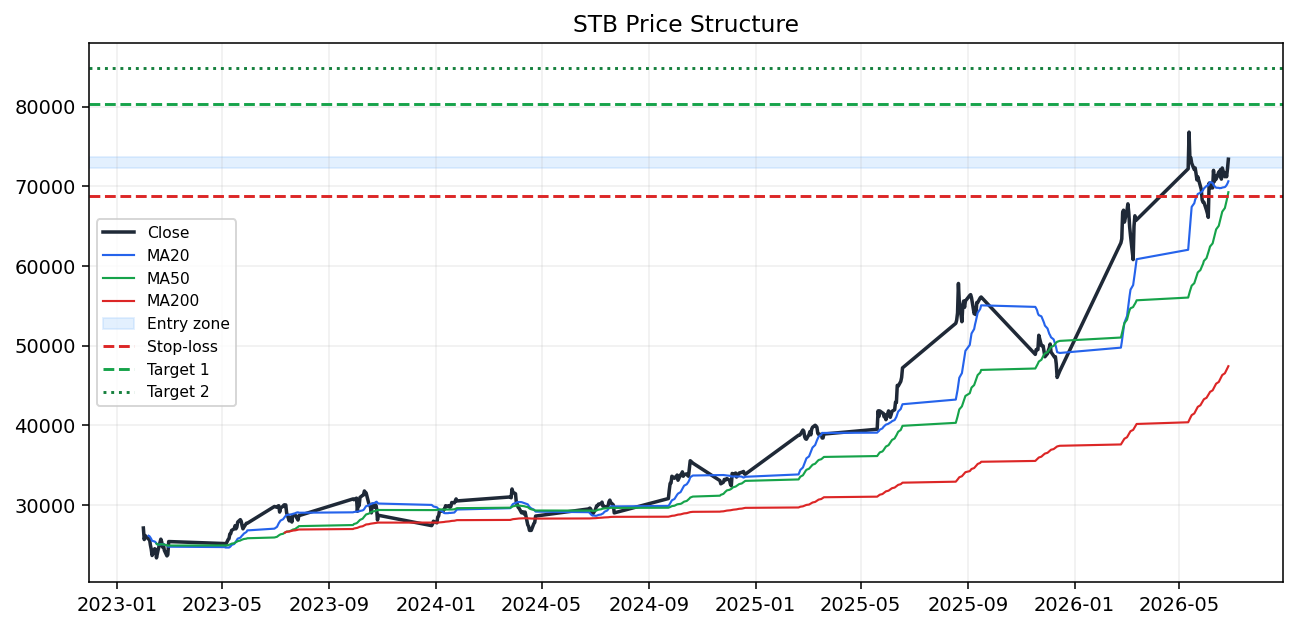 STB Price Structure
80000
70000
60000
50000
40000
30000
Close
MA20
MA50
MA200
Entry zone
Stop-loss
Target 1
Target 2
2023-01 2023-05 2023-09 2024-01 2024-05 2024-09 2025-01 2025-05 2025-09 2026-01 2026-05